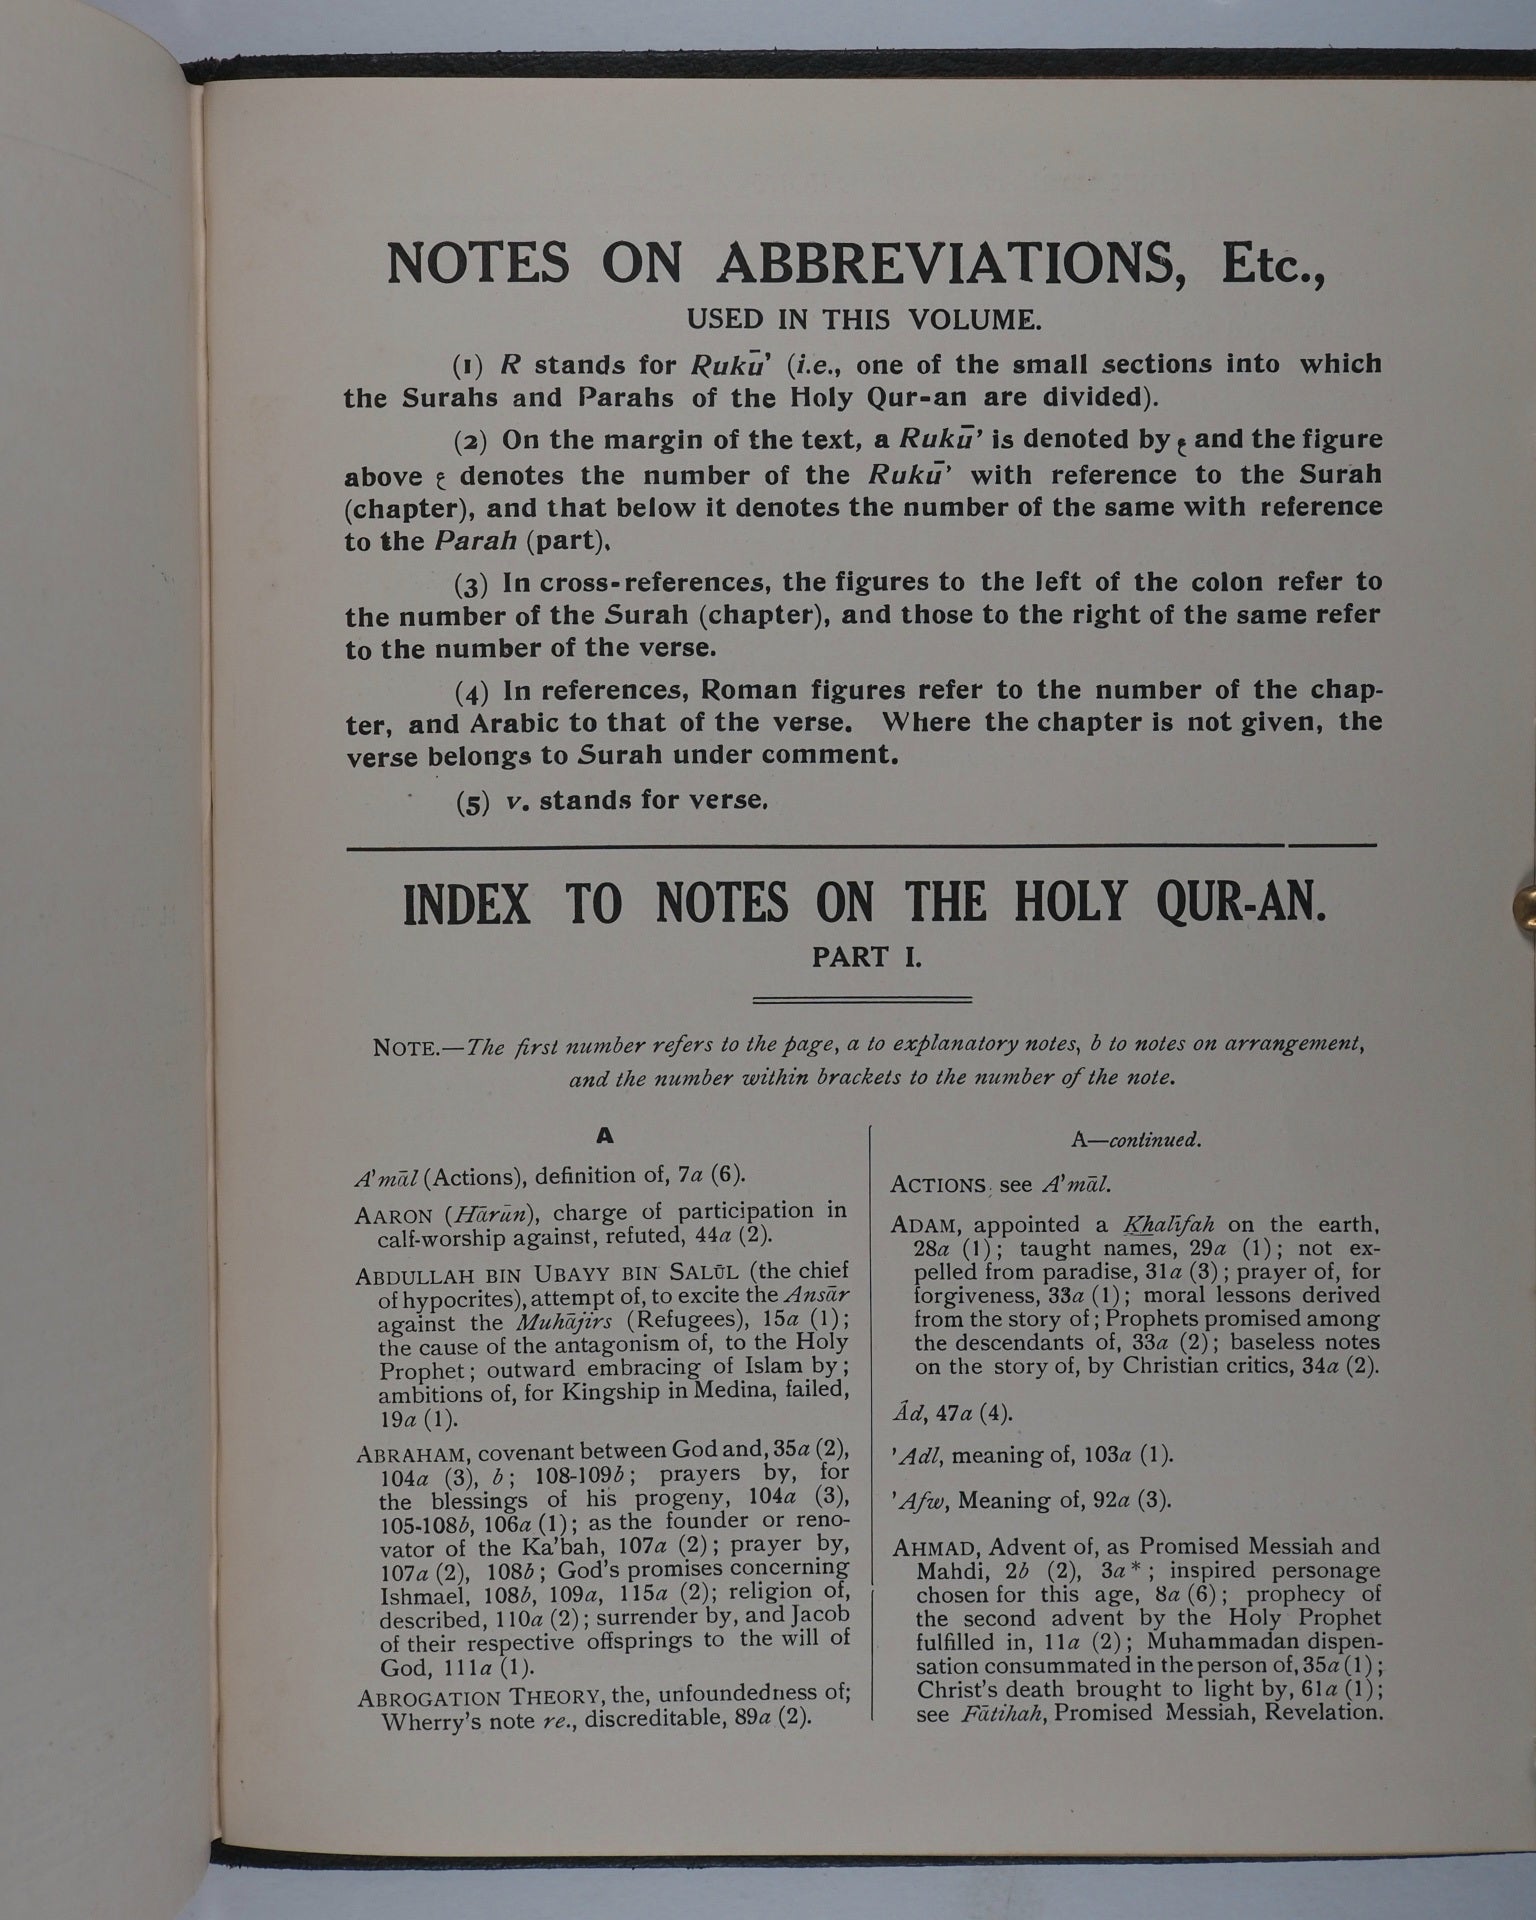 NOTES ON ABBREVIATIONS, Etc.,
USED IN THIS VOLUME.
(1) R stands for Rukū’ (i.e., one of the small sections into which
the Surahs and Parahs of the Holy Qur-an are divided).
(2) On the margin of the text, a Rukū’ is denoted by ع and the figure
above ع denotes the number of the Rukū’ with reference to the Surah
(chapter), and that below it denotes the number of the same with reference
to the Parah (part).
(3) In cross-references, the figures to the left of the colon refer to
the number of the Surah (chapter), and those to the right of the same refer
to the number of the verse.
(4) In references, Roman figures refer to the number of the chap-
ter, and Arabic to that of the verse. Where the chapter is not given, the
verse belongs to Surah under comment.
(5) v. stands for verse.
INDEX TO NOTES ON THE HOLY QUR-AN.
PART I.
NOTE.—The first number refers to the page, a to explanatory notes, b to notes on arrangement,
and the number within brackets to the number of the note.
A
A’māl (Actions), definition of, 7a (6).
AARON (Hārūn), charge of participation in
calf-worship against, refuted, 44a (2).
ABDULLAH BIN UBAYY BIN SALŪL (the chief
of hypocrites), attempt of, to excite the Ansār
against the Muhājirs (Refugees), 15a (1);
the cause of the antagonism of, to the Holy
Prophet; outward embracing of Islam by;
ambitions of, for Kingship in Medina, failed,
19a (1).
ABRAHAM, covenant between God and, 35a (2),
104a (3), b; 108-109b; prayers by, for
the blessings of his progeny, 104a (3),
105-108b, 106a (1); as the founder or reno-
vator of the Ka’bah, 107a (2); prayer by,
107a (2), 108b; God’s promises concerning
Ishmael, 108b, 109a, 115a (2); religion of,
described, 110a (2); surrender by, and Jacob
of their respective offsprings to the will of
God, 111a (1).
ABROGATION THEORY, the, unfoundedness of;
Wherry’s note re., discreditable, 89a (2).
A—continued.
ACTIONS: see A’māl.
ADAM, appointed a Khalīfah on the earth,
28a (1); taught names, 29a (1); not ex-
pelled from paradise, 31a (3); prayer of, for
forgiveness, 33a (1); moral lessons derived
from the story of; Prophets promised among
the descendants of, 33a (2); baseless notes
on the story of, by Christian critics, 34a (2).
Âd, 47a (4).
’Adl, meaning of, 103a (1).
’Afw, Meaning of, 92a (3).
AHMAD, Advent of, as Promised Messiah and
Mahdi, 2b (2), 3a*; inspired personage
chosen for this age, 8a (6); prophecy of
the second advent by the Holy Prophet
fulfilled in, 11a (2); Muhammadan dispen-
sation consummated in the person of, 35a (1);
Christ’s death brought to light by, 61a (1);
see Fātihah, Promised Messiah, Revelation.